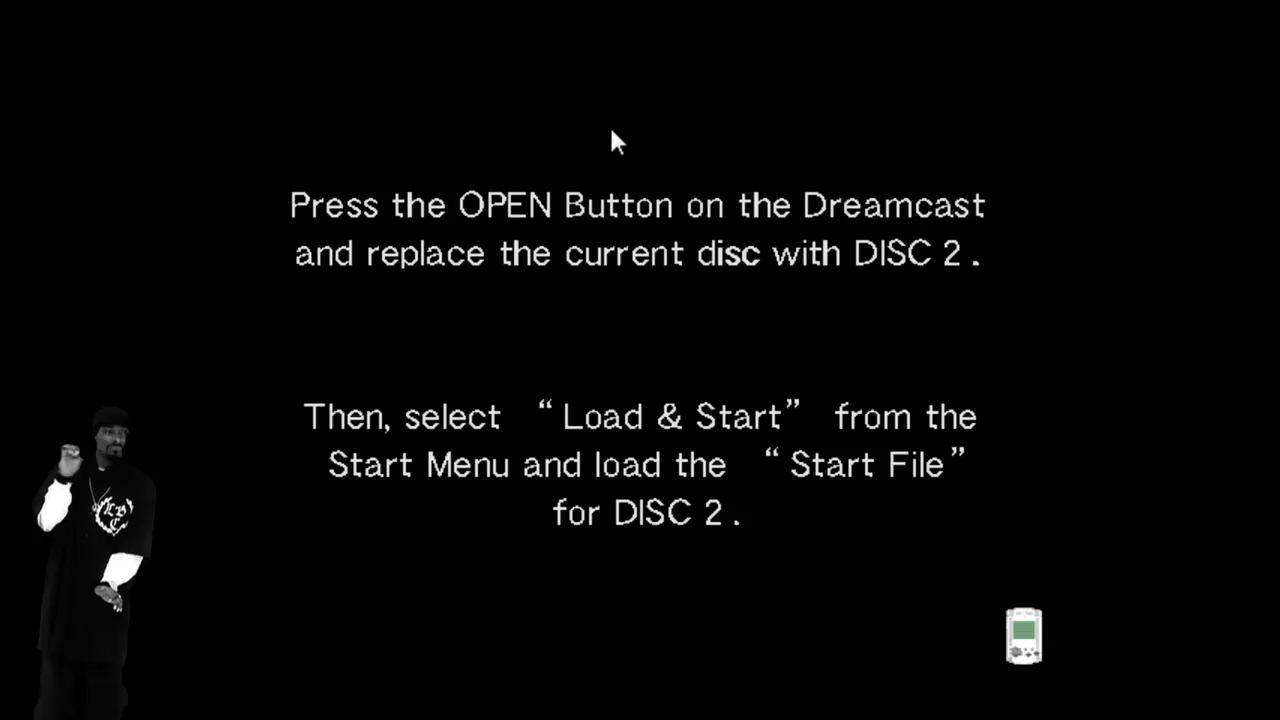 Press the OPEN Button on the Dreamcast
and replace the current disc with DISC 2 .
Then, select “ Load & Start” from the
Start Menu and load the “ Start File”
for DISC 2 .
LBC